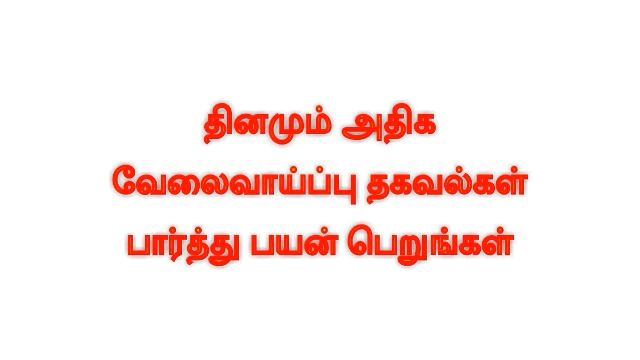 தினமும் அதிக
வேலைவாய்ப்பு தகவல்கள்
பார்த்து பயன் பெறுங்கள்